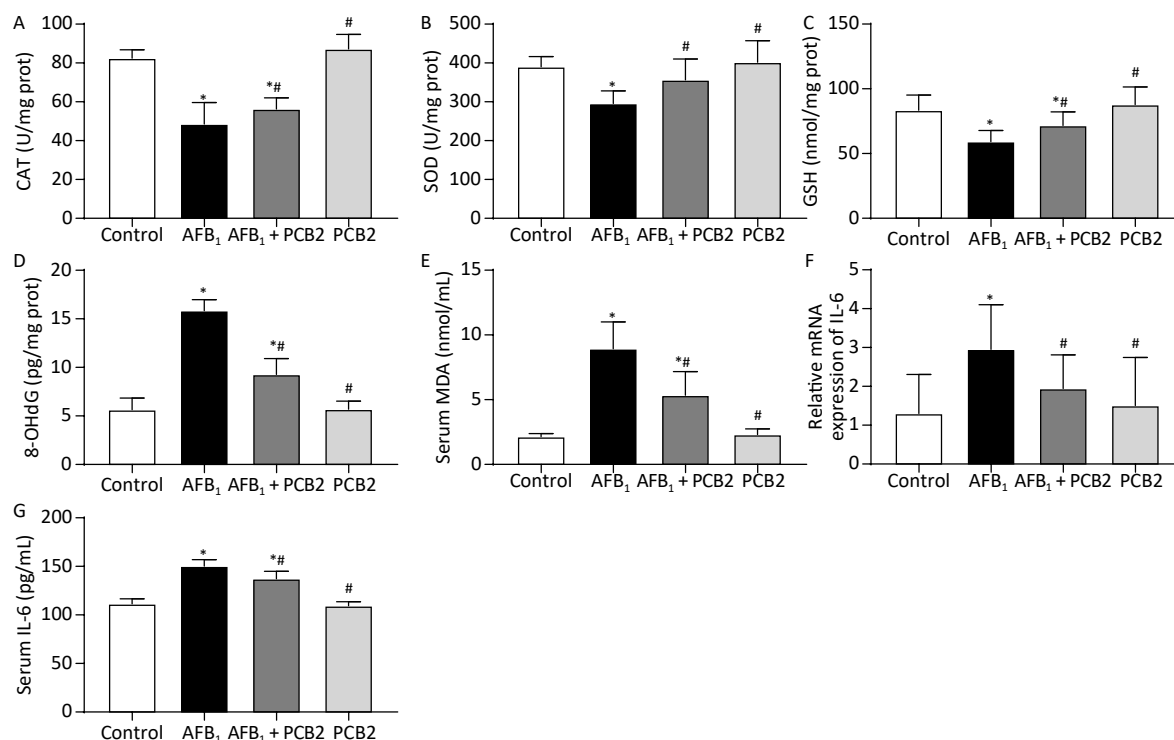 A
CAT (U/mg prot)
100
80
60
40
20
0
*
*#
#
Control AFB₁ AFB₁ + PCB2 PCB2
B
SOD (U/mg prot)
500
400
300
200
100
0
*
#
#
Control AFB₁ AFB₁ + PCB2 PCB2
C
GSH (nmol/mg prot)
150
100
50
0
*
*#
#
Control AFB₁ AFB₁ + PCB2 PCB2
D
8-OHdG (pg/mg prot)
20
15
10
5
0
*
*#
#
Control AFB₁ AFB₁ + PCB2 PCB2
E
Serum MDA (nmol/mL)
15
10
5
0
*
*#
#
Control AFB₁ AFB₁ + PCB2 PCB2
F
Relative mRNA
expression of IL-6
5
4
3
2
1
0
*
#
#
Control AFB₁ AFB₁ + PCB2 PCB2
G
Serum IL-6 (pg/mL)
200
150
100
50
0
*
*#
#
Control AFB₁ AFB₁ + PCB2 PCB2